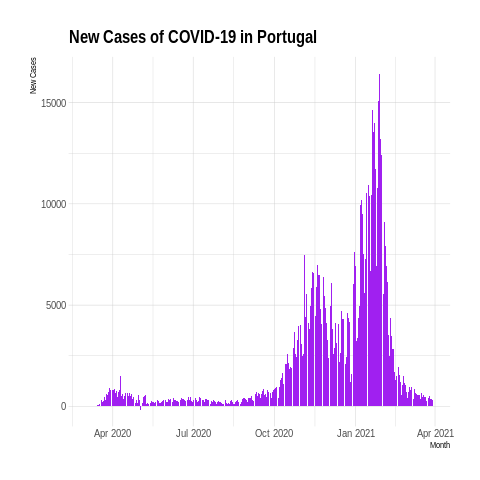 New Cases of COVID-19 in Portugal
New Cases
15000
10000
5000
0
Apr 2020 Jul 2020 Oct 2020 Jan 2021 Apr 2021
Month